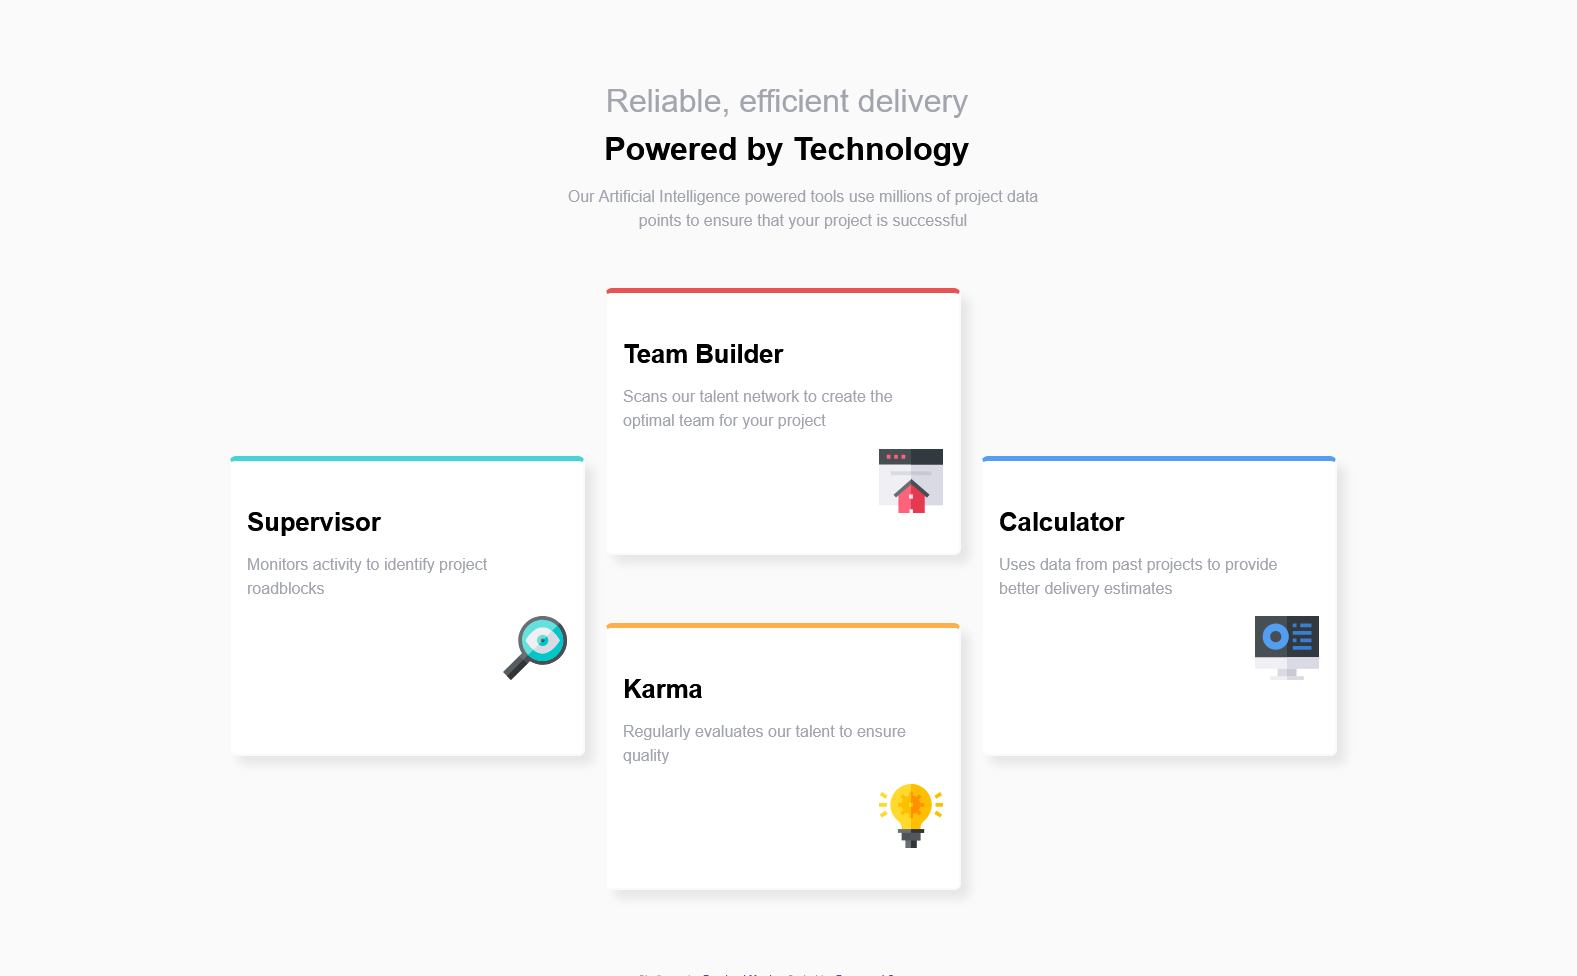 Reliable, efficient delivery
Powered by Technology
Our Artificial Intelligence powered tools use millions of project data
points to ensure that your project is successful
Team Builder
Scans our talent network to create the
optimal team for your project
Supervisor
Monitors activity to identify project
roadblocks
Calculator
Uses data from past projects to provide
better delivery estimates
Karma
Regularly evaluates our talent to ensure
quality